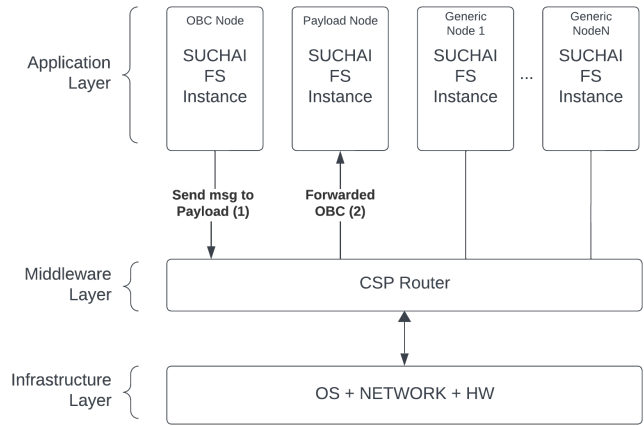 OBC Node
SUCHAI
FS
Instance
Payload Node
SUCHAI
FS
Instance
Generic
Node 1
SUCHAI
FS
Instance
...
Generic
NodeN
SUCHAI
FS
Instance
Application
Layer
Send msg to
Payload (1)
Forwarded
OBC (2)
Middleware
Layer
CSP Router
Infrastructure
Layer
OS + NETWORK + HW